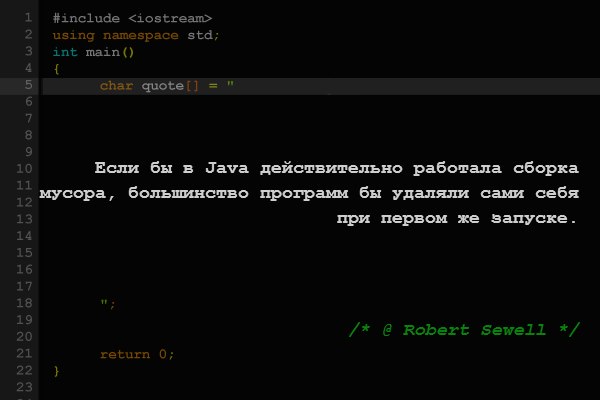 1 #include <iostream>
2 using namespace std;
3 int main()
4 {
5 char quote[] = "
6
7
8
9
10 Если бы в Java действительно работала сборка
11 мусора, большинство программ бы удаляли сами себя
12
13 при первом же запуске.
14
15
16
17
18 ";
19
20 /* @ Robert Sewell */
21 return 0;
22 }
23